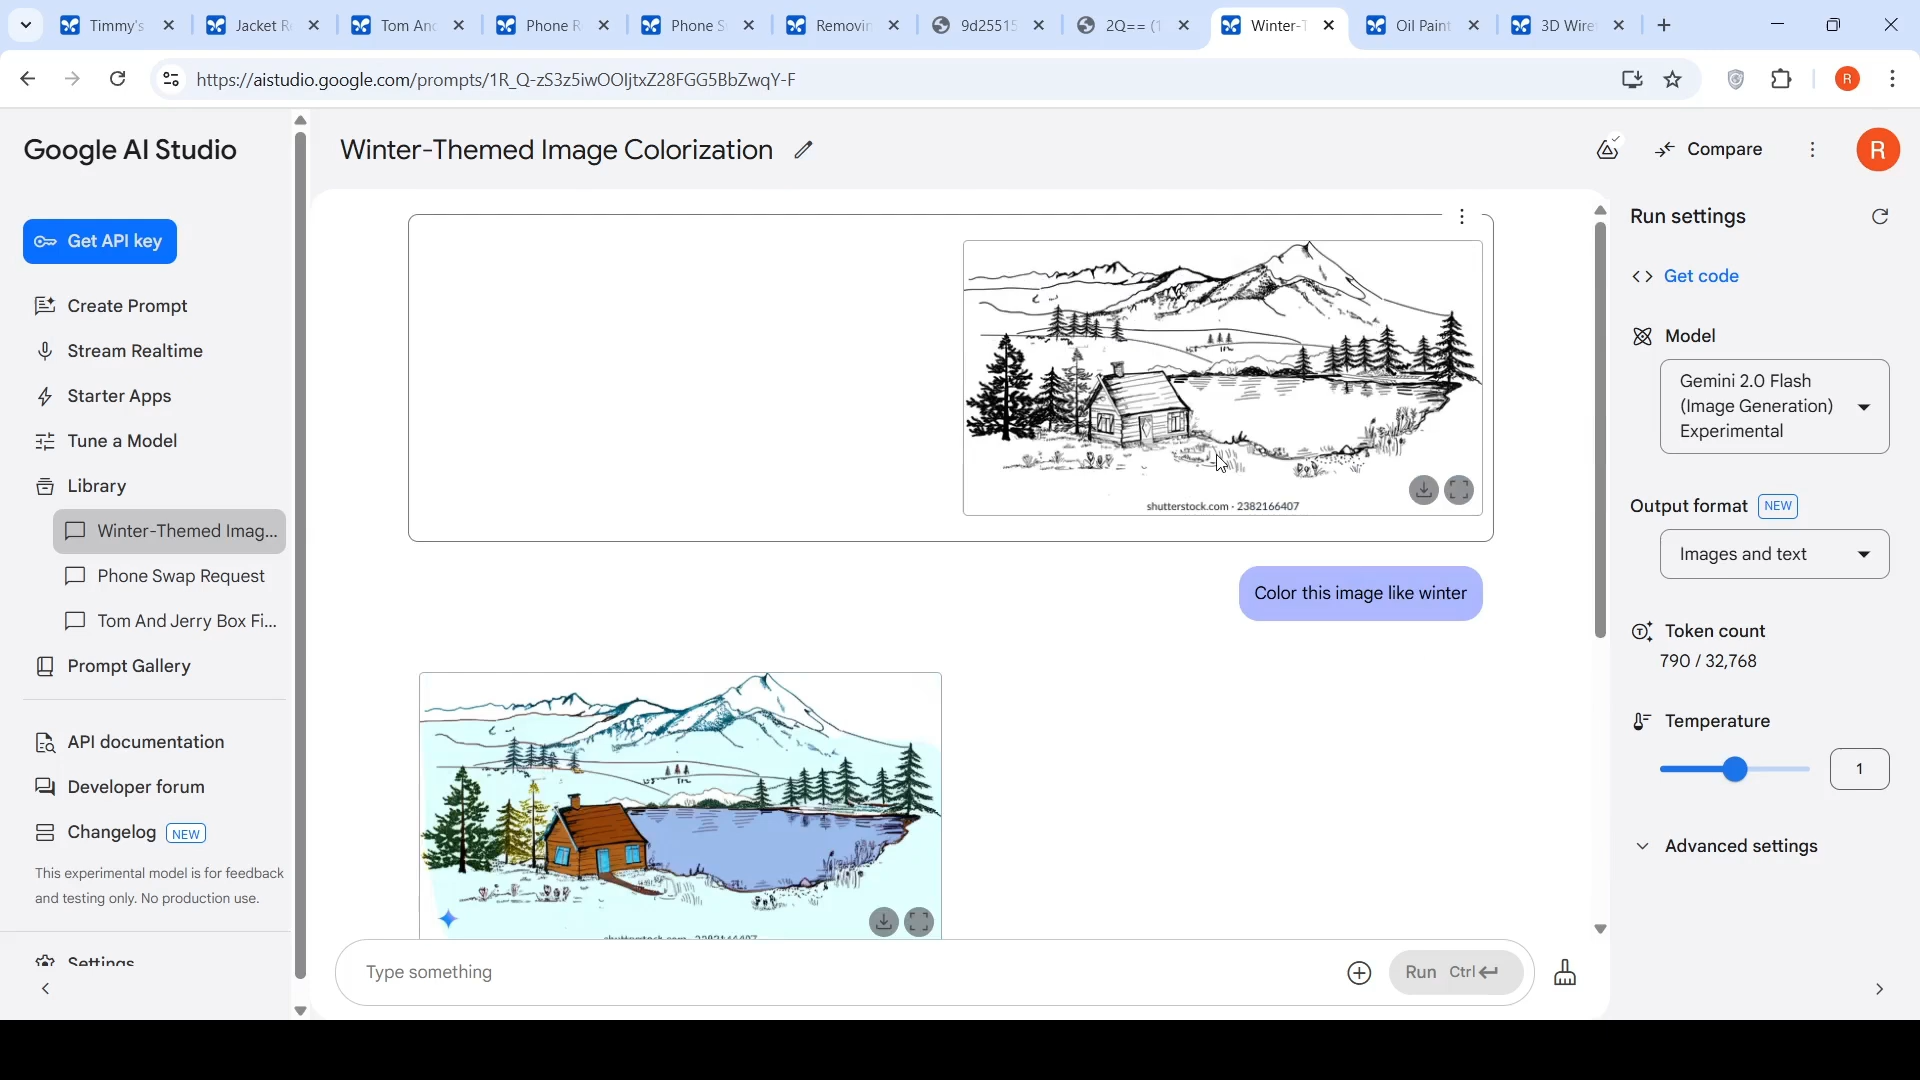 Timmy's
Jacket R
Tom And
Phone R
Phone S
Removin
9d25515
2Q== (1
Winter-T
Oil Paint
3D Wire
https://aistudio.google.com/prompts/1R_Q-zS3z5iwOOIjtxZ28FGG5BbZwqY-F
R
Google AI Studio
Winter-Themed Image Colorization
Compare
R
Get API key
Create Prompt
Stream Realtime
Starter Apps
Tune a Model
Library
Winter-Themed Imag...
Phone Swap Request
Tom And Jerry Box Fi...
Prompt Gallery
API documentation
Developer forum
Changelog NEW
This experimental model is for feedback
and testing only. No production use.
Settings
shutterstock.com · 2382166407
Color this image like winter
Type something
Run Ctrl
Run settings
Get code
Model
Gemini 2.0 Flash
(Image Generation)
Experimental
Output format NEW
Images and text
Token count
790 / 32,768
Temperature
1
Advanced settings